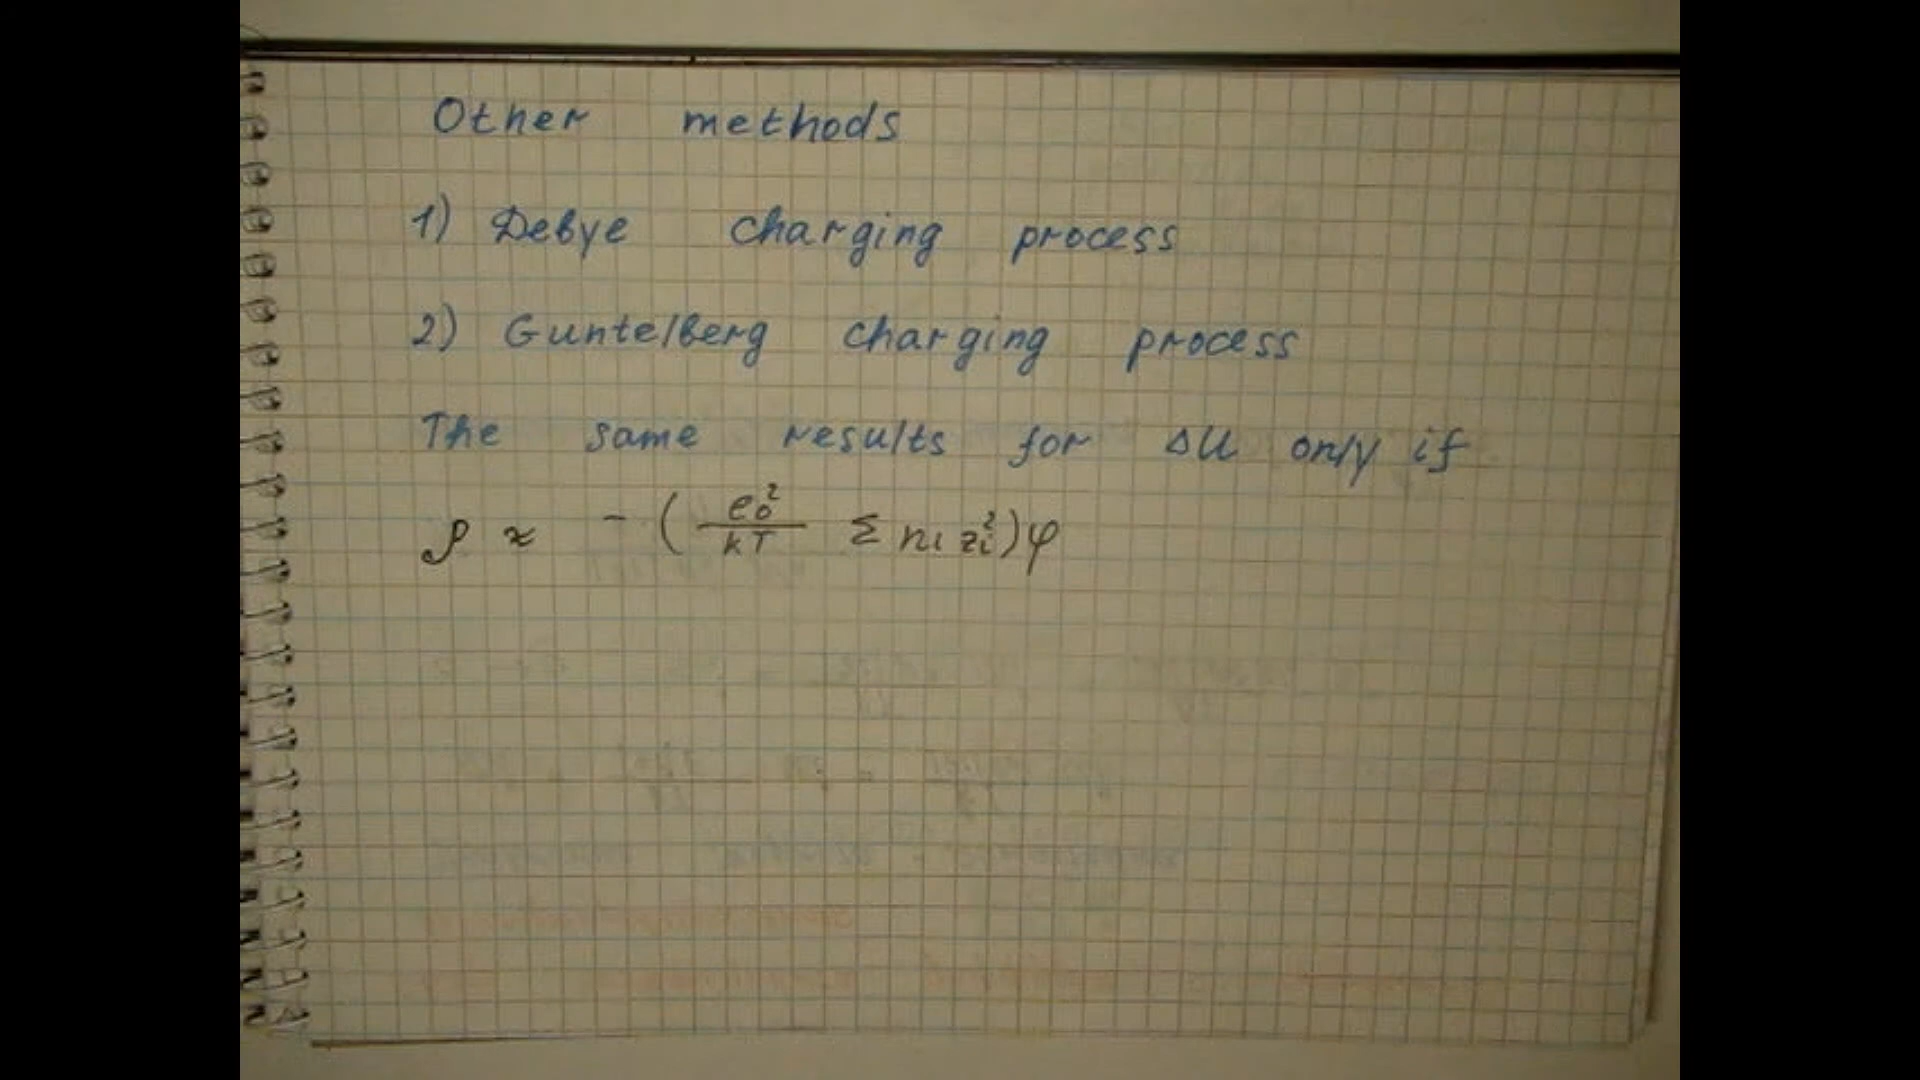 Other methods
1) Debye charging process
2) Guntelberg charging process
The same results for ΔU only if
ρ ≈ - (e₀²/kT Σ nᵢ zᵢ²)φ